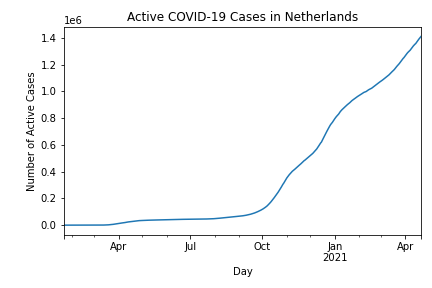 Active COVID-19 Cases in Netherlands
1e6
1.4
1.2
1.0
0.8
0.6
0.4
0.2
0.0
Number of Active Cases
Apr Jul Oct Jan Apr
2021
Day